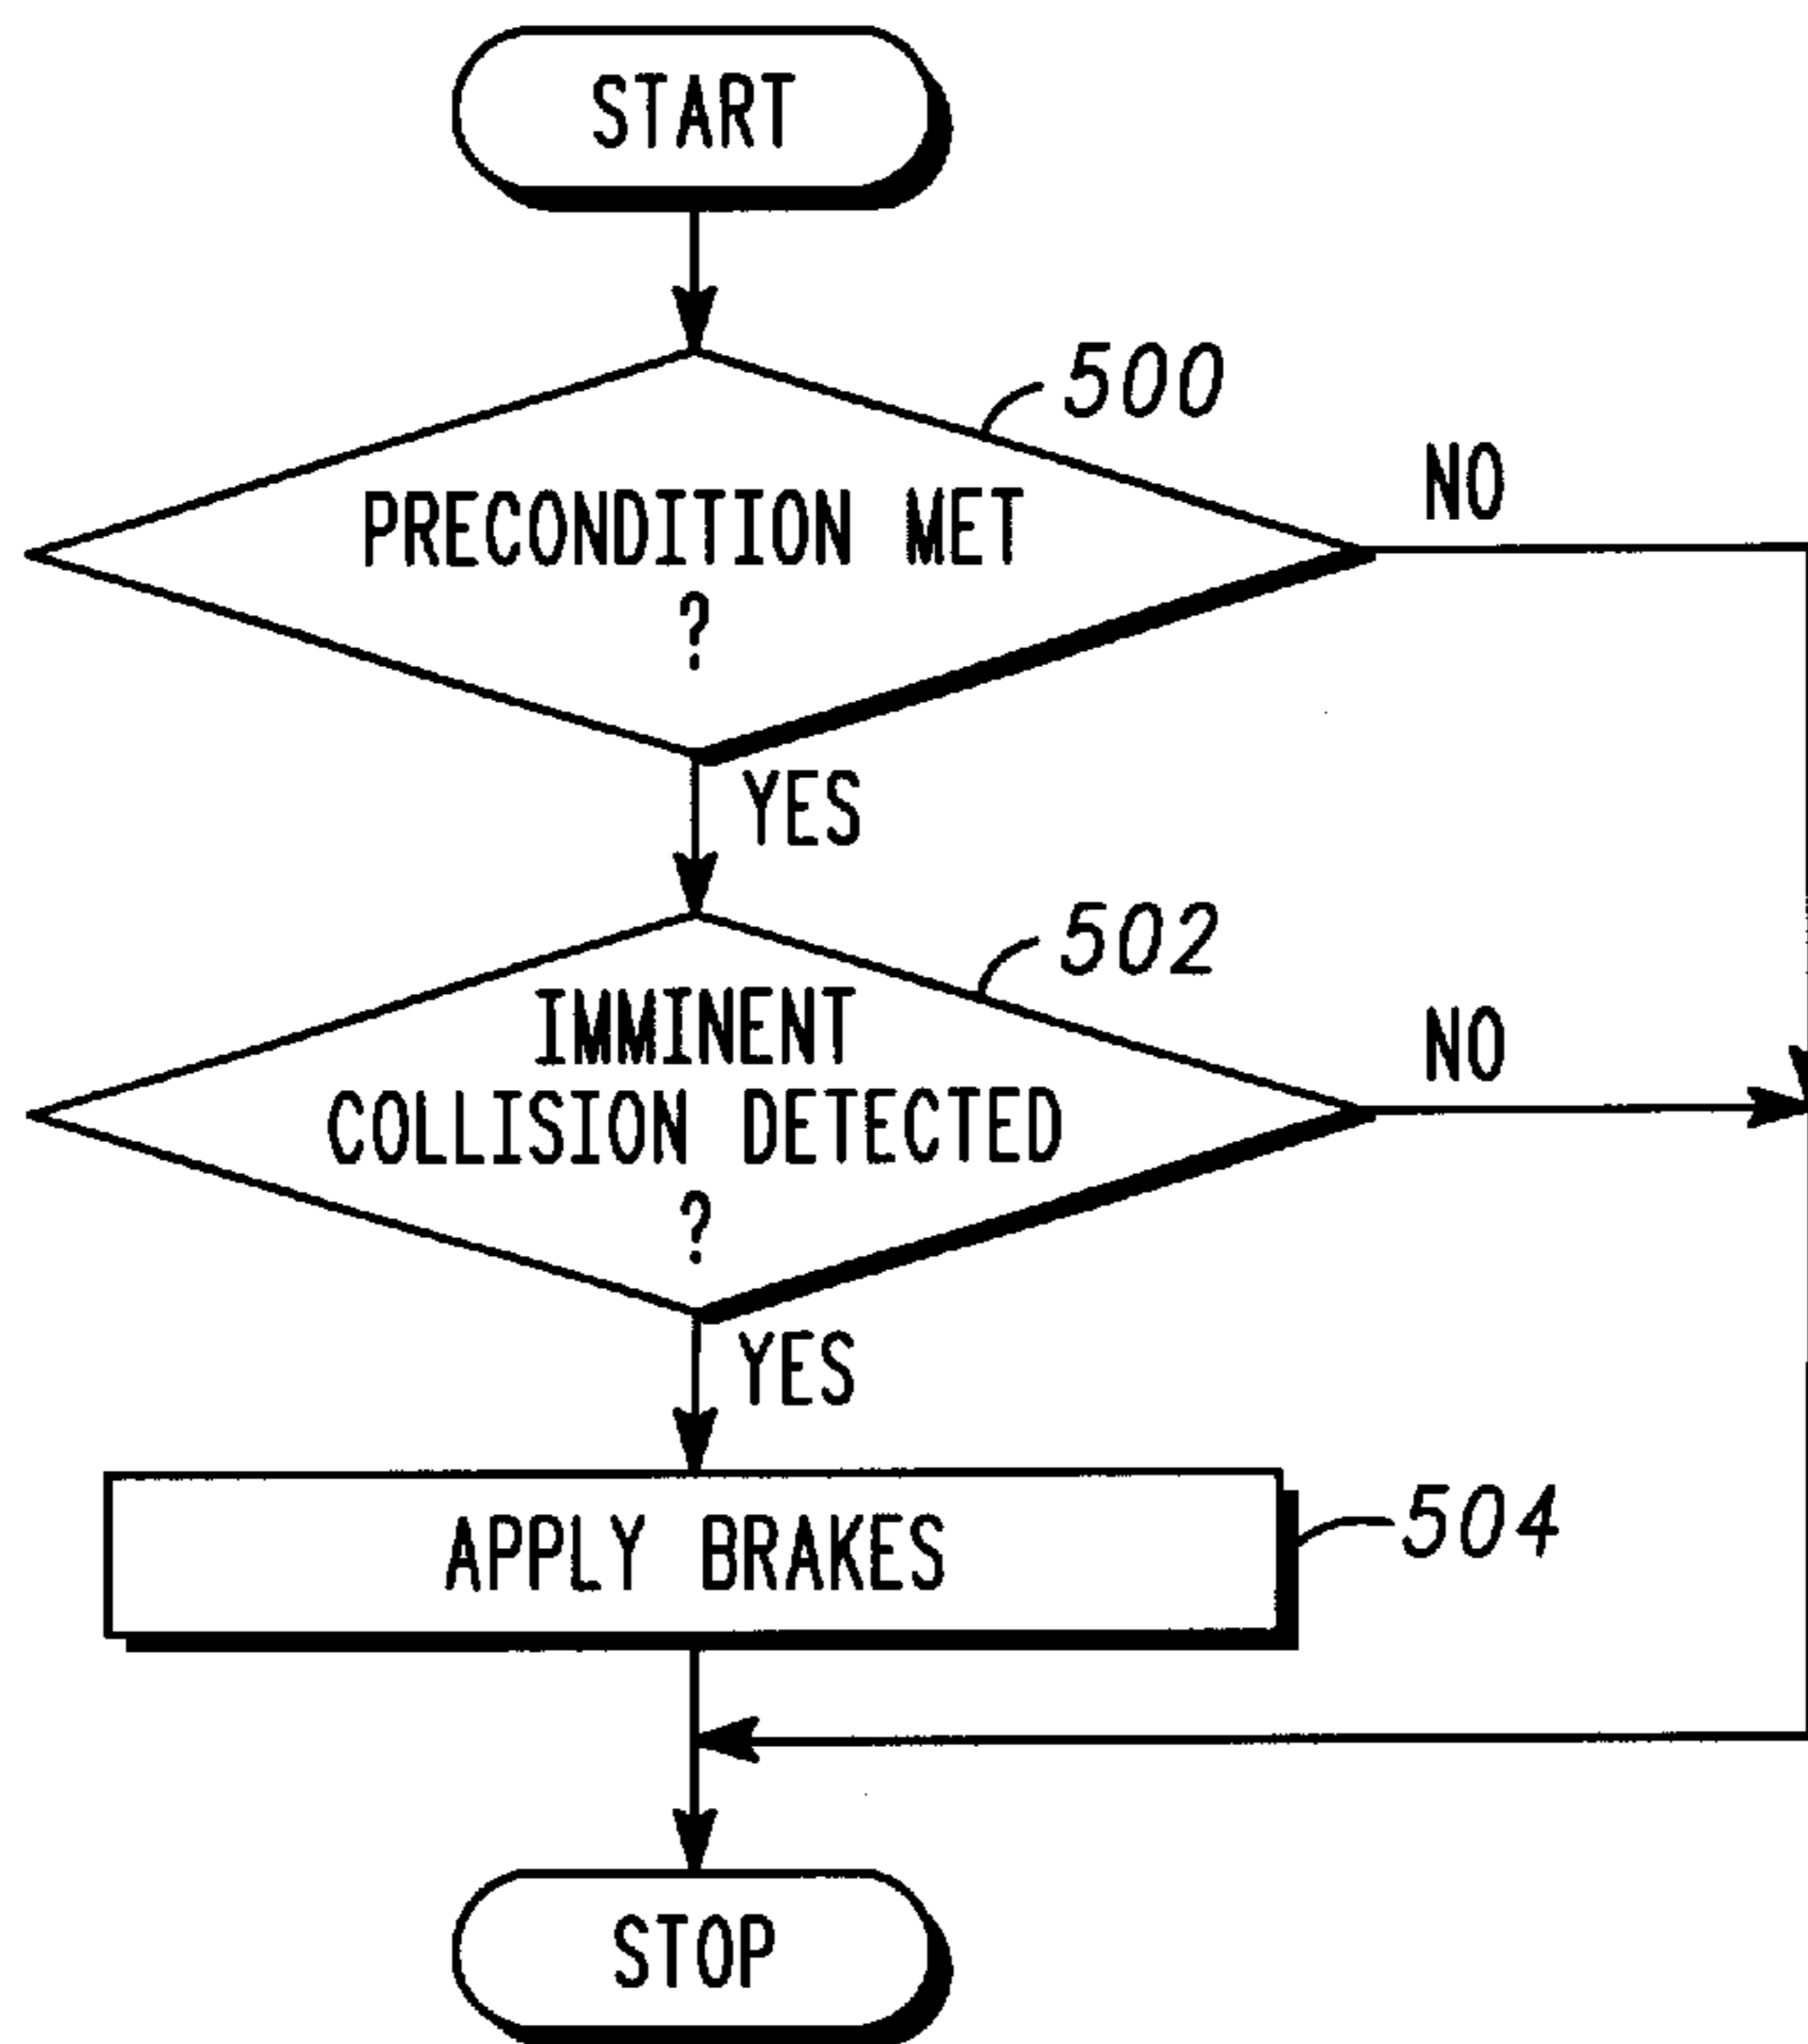 START
500
NO
PRECONDITION MET
?
YES
502
IMMINENT
NO
COLLISION DETECTED
?
YES
APPLY BRAKES
504
STOP